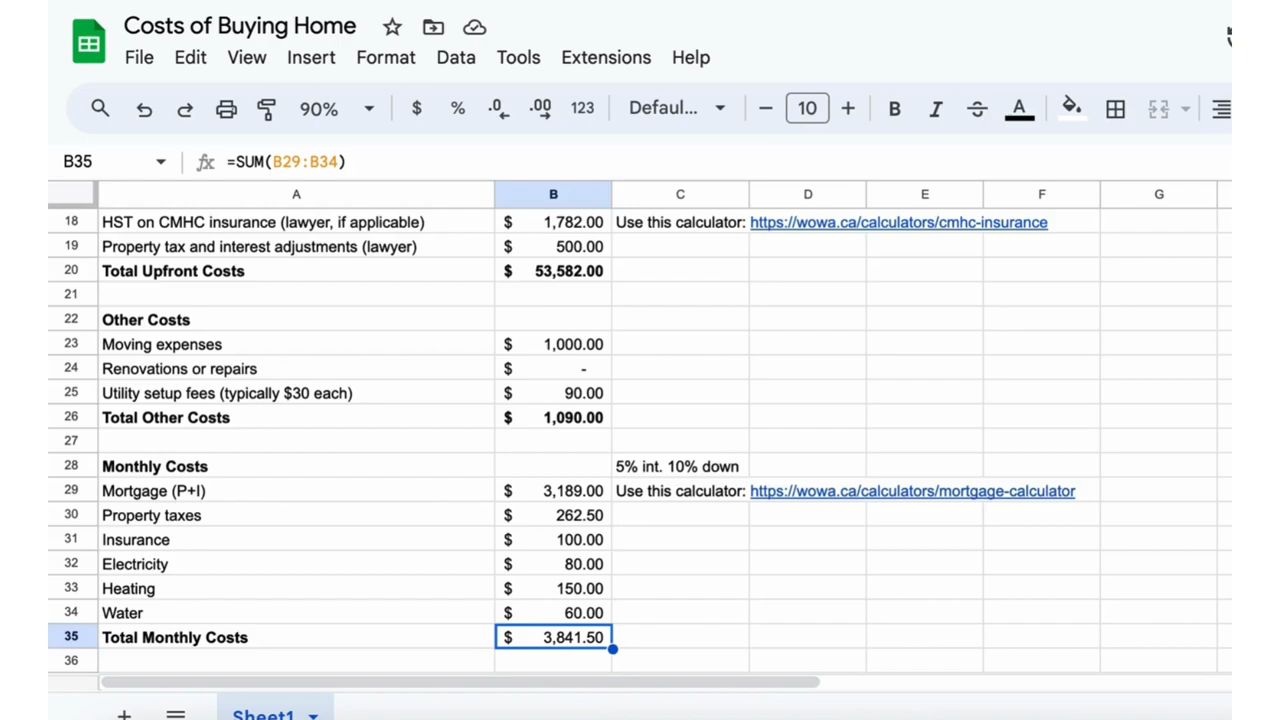 Costs of Buying Home
File Edit View Insert Format Data Tools Extensions Help
90% $ % .0 .00 123 Defaul... − 10 + B I S A
B35 fx =SUM(B29:B34)
A B C D E F G
18 HST on CMHC insurance (lawyer, if applicable) $ 1,782.00 Use this calculator: https://wowa.ca/calculators/cmhc-insurance
19 Property tax and interest adjustments (lawyer) $ 500.00
20 Total Upfront Costs $ 53,582.00
21
22 Other Costs
23 Moving expenses $ 1,000.00
24 Renovations or repairs $ -
25 Utility setup fees (typically $30 each) $ 90.00
26 Total Other Costs $ 1,090.00
27
28 Monthly Costs 5% int. 10% down
29 Mortgage (P+I) $ 3,189.00 Use this calculator: https://wowa.ca/calculators/mortgage-calculator
30 Property taxes $ 262.50
31 Insurance $ 100.00
32 Electricity $ 80.00
33 Heating $ 150.00
34 Water $ 60.00
35 Total Monthly Costs $ 3,841.50
36
+ Sheet1